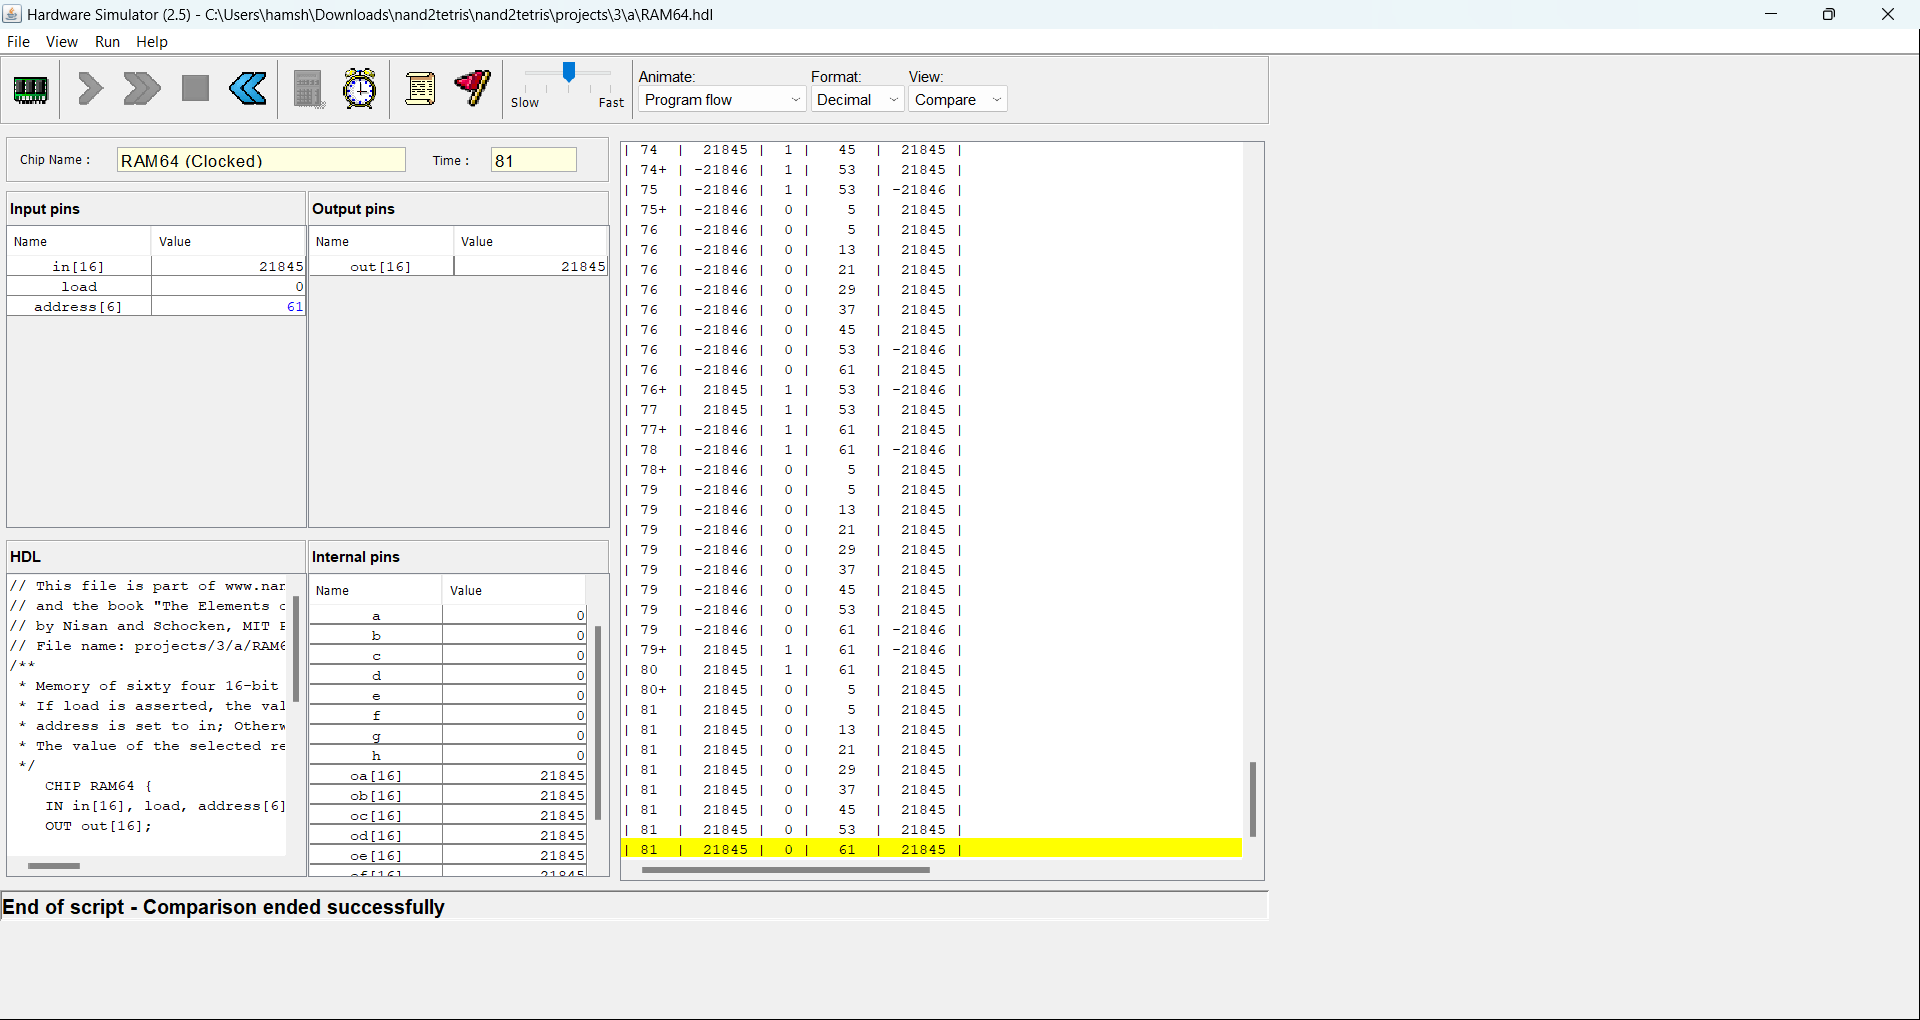 Hardware Simulator (2.5) - C:\Users\hamsh\Downloads\nand2tetris\nand2tetris\projects\3\a\RAM64.hdl
File View Run Help
Slow Fast
Animate: Format: View:
Program flow Decimal Compare
Chip Name : RAM64 (Clocked) Time : 81
Input pins
Name Value
in[16] 21845
load 0
address[6] 61
Output pins
Name Value
out[16] 21845
HDL
// This file is part of www.nan
// and the book "The Elements o
// by Nisan and Schocken, MIT P
// File name: projects/3/a/RAM6
/**
* Memory of sixty four 16-bit
* If load is asserted, the val
* address is set to in; Otherw
* The value of the selected re
*/
CHIP RAM64 {
IN in[16], load, address[6]
OUT out[16];
Internal pins
Name Value
a 0
b 0
c 0
d 0
e 0
f 0
g 0
h 0
oa[16] 21845
ob[16] 21845
oc[16] 21845
od[16] 21845
oe[16] 21845
of[16] 21845
| 74 | 21845 | 1 | 45 | 21845 |
| 74+ | -21846 | 1 | 53 | 21845 |
| 75 | -21846 | 1 | 53 | -21846 |
| 75+ | -21846 | 0 | 5 | 21845 |
| 76 | -21846 | 0 | 5 | 21845 |
| 76 | -21846 | 0 | 13 | 21845 |
| 76 | -21846 | 0 | 21 | 21845 |
| 76 | -21846 | 0 | 29 | 21845 |
| 76 | -21846 | 0 | 37 | 21845 |
| 76 | -21846 | 0 | 45 | 21845 |
| 76 | -21846 | 0 | 53 | -21846 |
| 76 | -21846 | 0 | 61 | 21845 |
| 76+ | 21845 | 1 | 53 | -21846 |
| 77 | 21845 | 1 | 53 | 21845 |
| 77+ | -21846 | 1 | 61 | 21845 |
| 78 | -21846 | 1 | 61 | -21846 |
| 78+ | -21846 | 0 | 5 | 21845 |
| 79 | -21846 | 0 | 5 | 21845 |
| 79 | -21846 | 0 | 13 | 21845 |
| 79 | -21846 | 0 | 21 | 21845 |
| 79 | -21846 | 0 | 29 | 21845 |
| 79 | -21846 | 0 | 37 | 21845 |
| 79 | -21846 | 0 | 45 | 21845 |
| 79 | -21846 | 0 | 53 | 21845 |
| 79 | -21846 | 0 | 61 | -21846 |
| 79+ | 21845 | 1 | 61 | -21846 |
| 80 | 21845 | 1 | 61 | 21845 |
| 80+ | 21845 | 0 | 5 | 21845 |
| 81 | 21845 | 0 | 5 | 21845 |
| 81 | 21845 | 0 | 13 | 21845 |
| 81 | 21845 | 0 | 21 | 21845 |
| 81 | 21845 | 0 | 29 | 21845 |
| 81 | 21845 | 0 | 37 | 21845 |
| 81 | 21845 | 0 | 45 | 21845 |
| 81 | 21845 | 0 | 53 | 21845 |
| 81 | 21845 | 0 | 61 | 21845 |
End of script - Comparison ended successfully